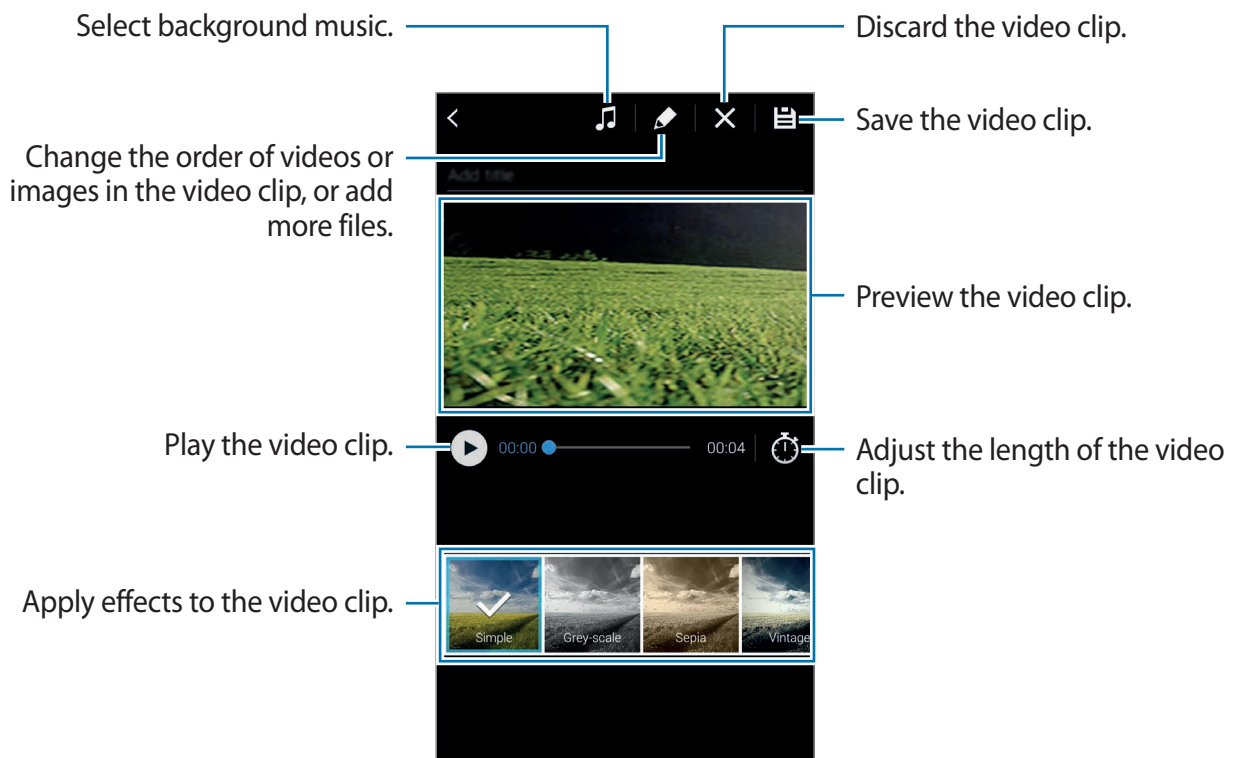 Select background music.
Discard the video clip.
Save the video clip.
Change the order of videos or
images in the video clip, or add
more files.
Add title
Preview the video clip.
Play the video clip.
00:00
00:04
Adjust the length of the video
clip.
Apply effects to the video clip.
Simple
Grey-scale
Sepia
Vintage